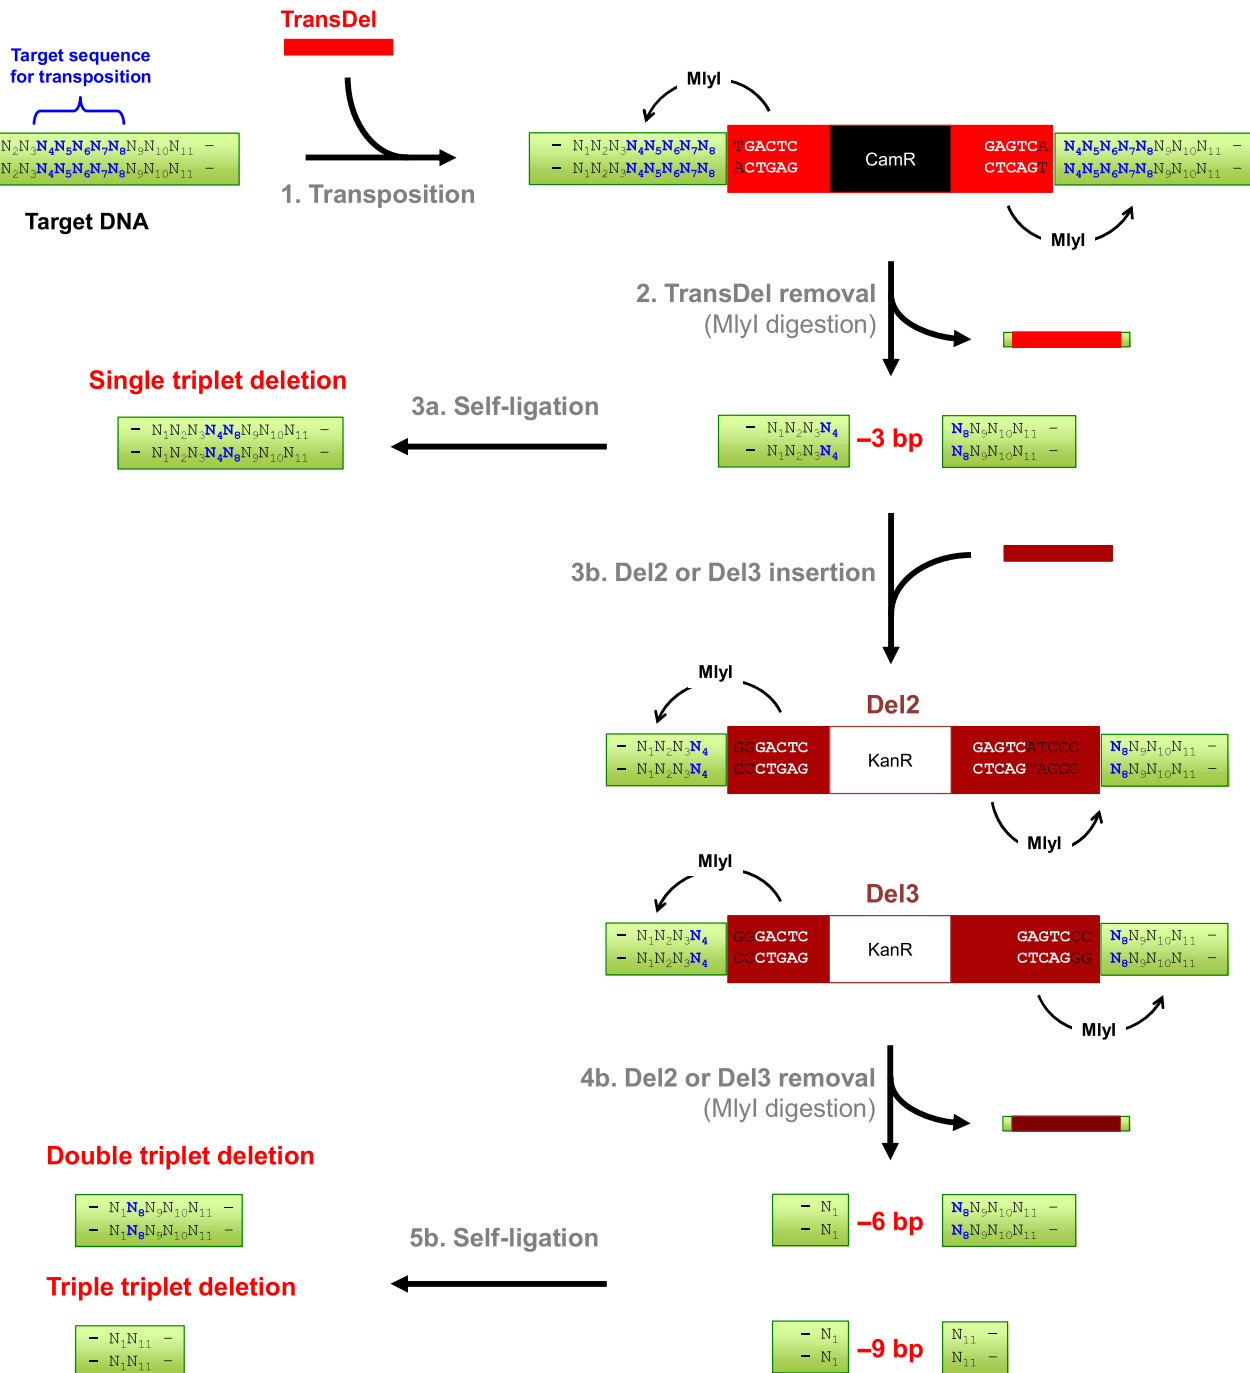 TransDel
Target sequence
for transposition
N2N3N4N5N6N7N8N9N10N11 –
N2N3N4N5N6N7N8N9N10N11 –
Target DNA
1. Transposition
MlyI
– N1N2N3N4N5N6N7N8 TGACTC CamR GAGTCA N4N5N6N7N8N9N10N11 –
– N1N2N3N4N5N6N7N8 ACTGAG CTCAGT N4N5N6N7N8N9N10N11 –
MlyI
2. TransDel removal
(MlyI digestion)
Single triplet deletion
3a. Self-ligation
– N1N2N3N4N8N9N10N11 –
– N1N2N3N4N8N9N10N11 –
– N1N2N3N4 –3 bp N8N9N10N11 –
– N1N2N3N4 N8N9N10N11 –
3b. Del2 or Del3 insertion
MlyI
Del2
– N1N2N3N4 GGGACTC KanR GAGTCATCCC N8N9N10N11 –
– N1N2N3N4 CCCTGAG CTCAGTAGGG N8N9N10N11 –
MlyI
MlyI
Del3
– N1N2N3N4 GGGACTC KanR GAGTCCC N8N9N10N11 –
– N1N2N3N4 CCCTGAG CTCAGGG N8N9N10N11 –
MlyI
4b. Del2 or Del3 removal
(MlyI digestion)
Double triplet deletion
– N1N8N9N10N11 –
– N1N8N9N10N11 –
– N1 –6 bp N8N9N10N11 –
– N1 N8N9N10N11 –
5b. Self-ligation
Triple triplet deletion
– N1N11 –
– N1N11 –
– N1 –9 bp N11 –
– N1 N11 –